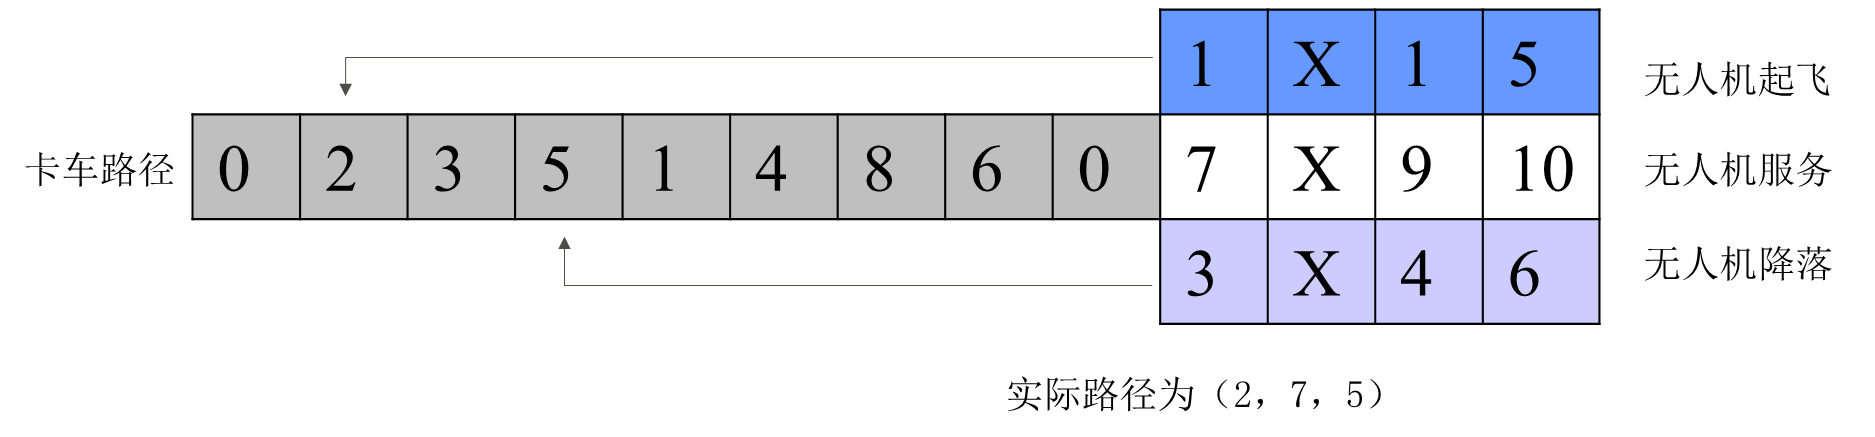 1 X 1 5 无人机起飞
卡车路径 0 2 3 5 1 4 8 6 0 7 X 9 10 无人机服务
3 X 4 6 无人机降落
实际路径为（2，7，5）